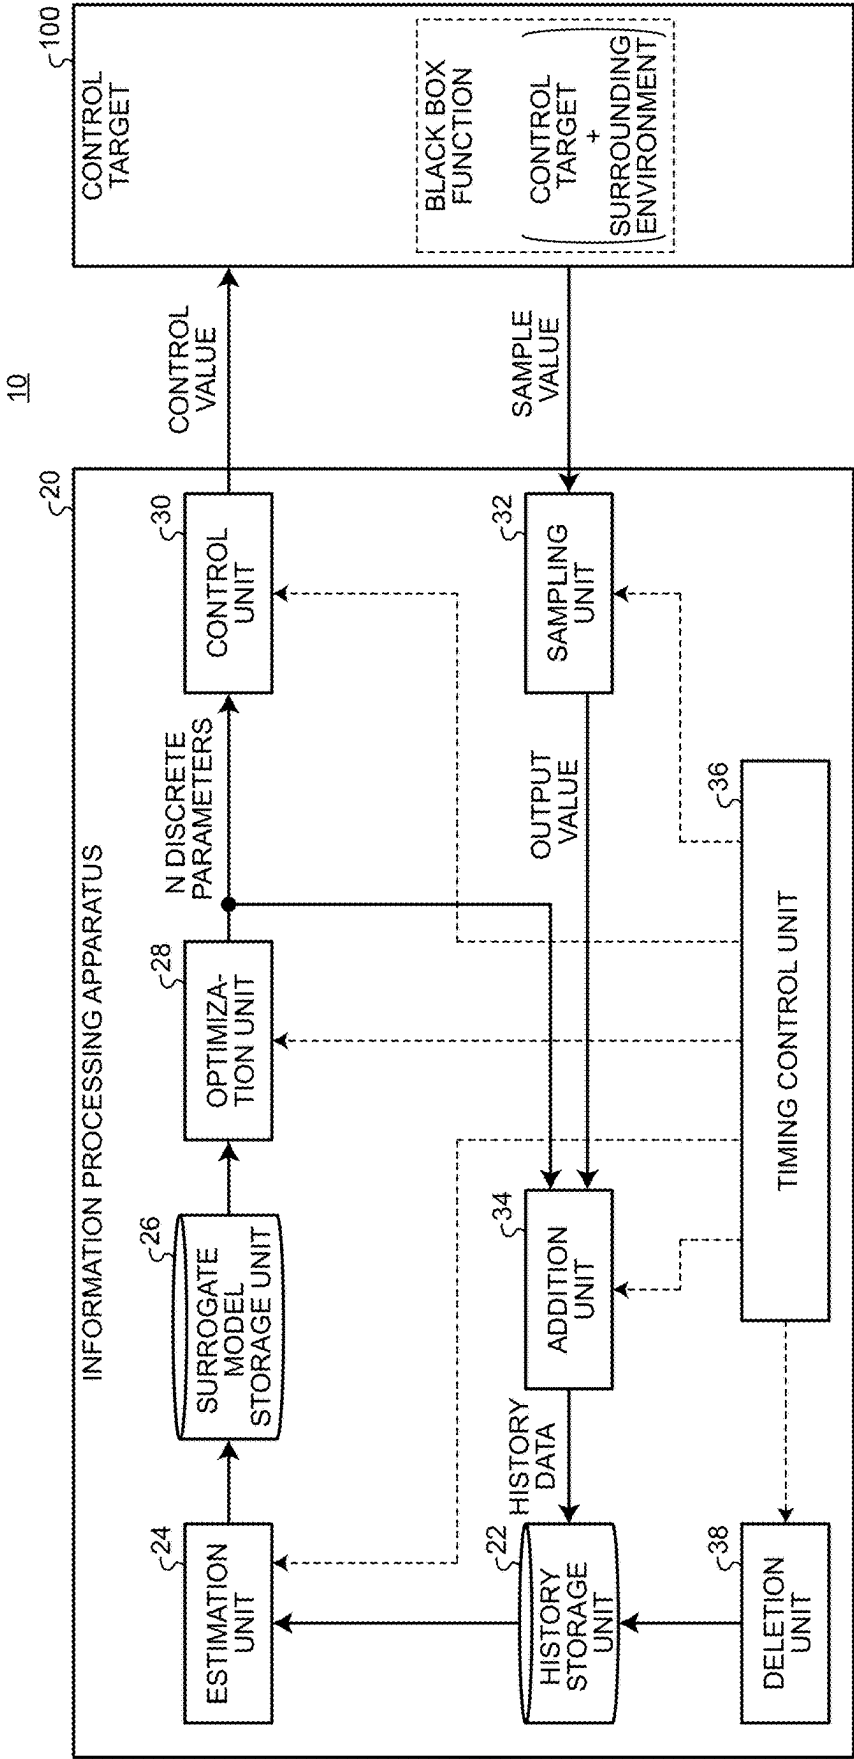 10
INFORMATION PROCESSING APPARATUS
20
24
ESTIMATION
UNIT
26
SURROGATE
MODEL
STORAGE UNIT
28
OPTIMIZA-
TION UNIT
N DISCRETE
PARAMETERS
30
CONTROL
UNIT
CONTROL
VALUE
100
CONTROL
TARGET
BLACK BOX
FUNCTION
CONTROL
TARGET
+
SURROUNDING
ENVIRONMENT
22
HISTORY
STORAGE
UNIT
HISTORY
DATA
34
ADDITION
UNIT
OUTPUT
VALUE
32
SAMPLING
UNIT
SAMPLE
VALUE
38
DELETION
UNIT
36
TIMING CONTROL UNIT